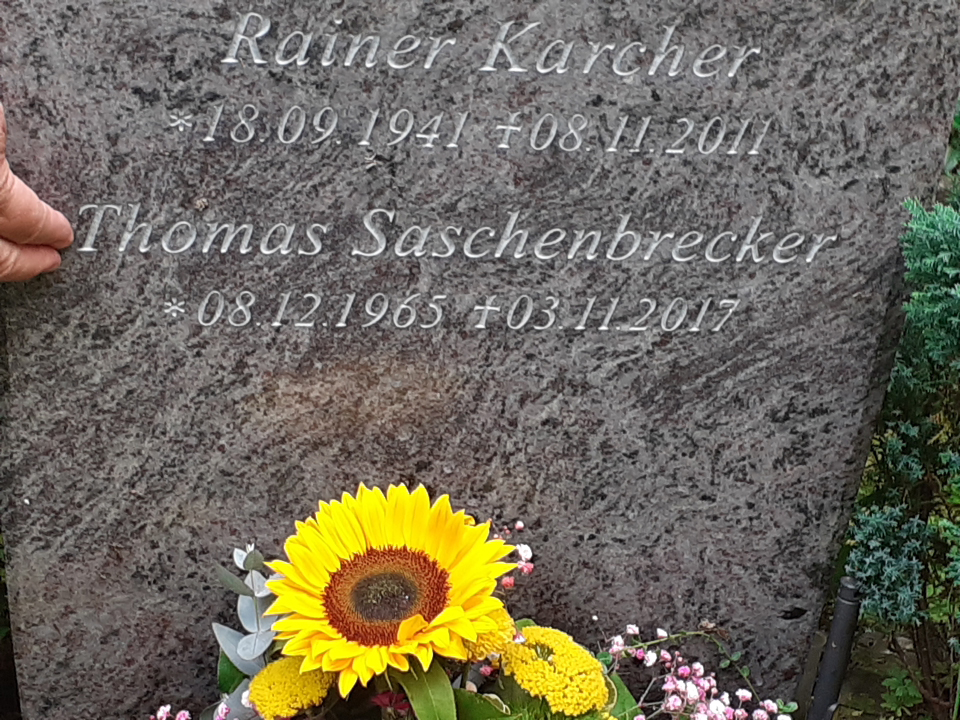 Rainer Karcher
*18.09.1941 +08.11.2011
Thomas Saschenbrecker
*08.12.1965 +03.11.2017